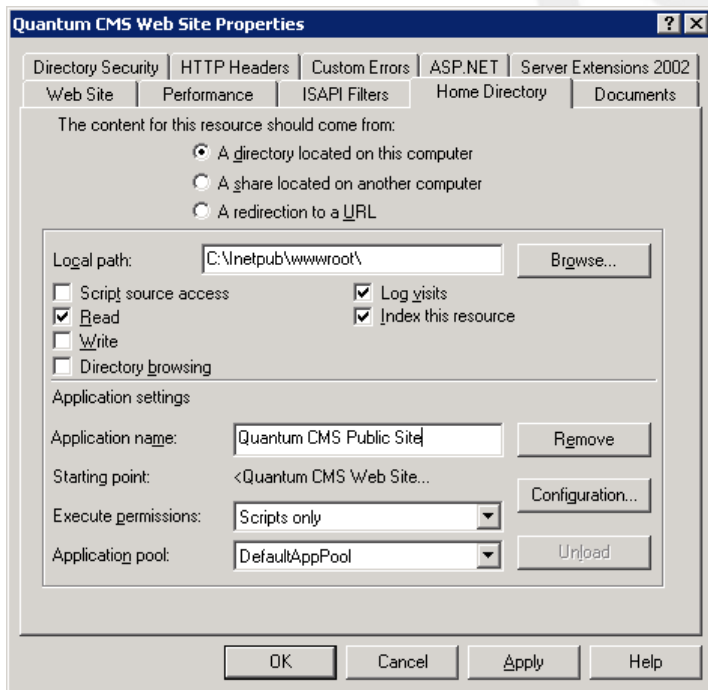 Quantum CMS Web Site Properties
Directory Security HTTP Headers Custom Errors ASP.NET Server Extensions 2002
Web Site Performance ISAPI Filters Home Directory Documents
The content for this resource should come from:
A directory located on this computer
A share located on another computer
A redirection to a URL
Local path: C:\Inetpub\wwwroot\ Browse...
Script source access Log visits
Read Index this resource
Write
Directory browsing
Application settings
Application name: Quantum CMS Public Site Remove
Starting point: <Quantum CMS Web Site...
Configuration...
Execute permissions: Scripts only
Application pool: DefaultAppPool Unload
OK Cancel Apply Help